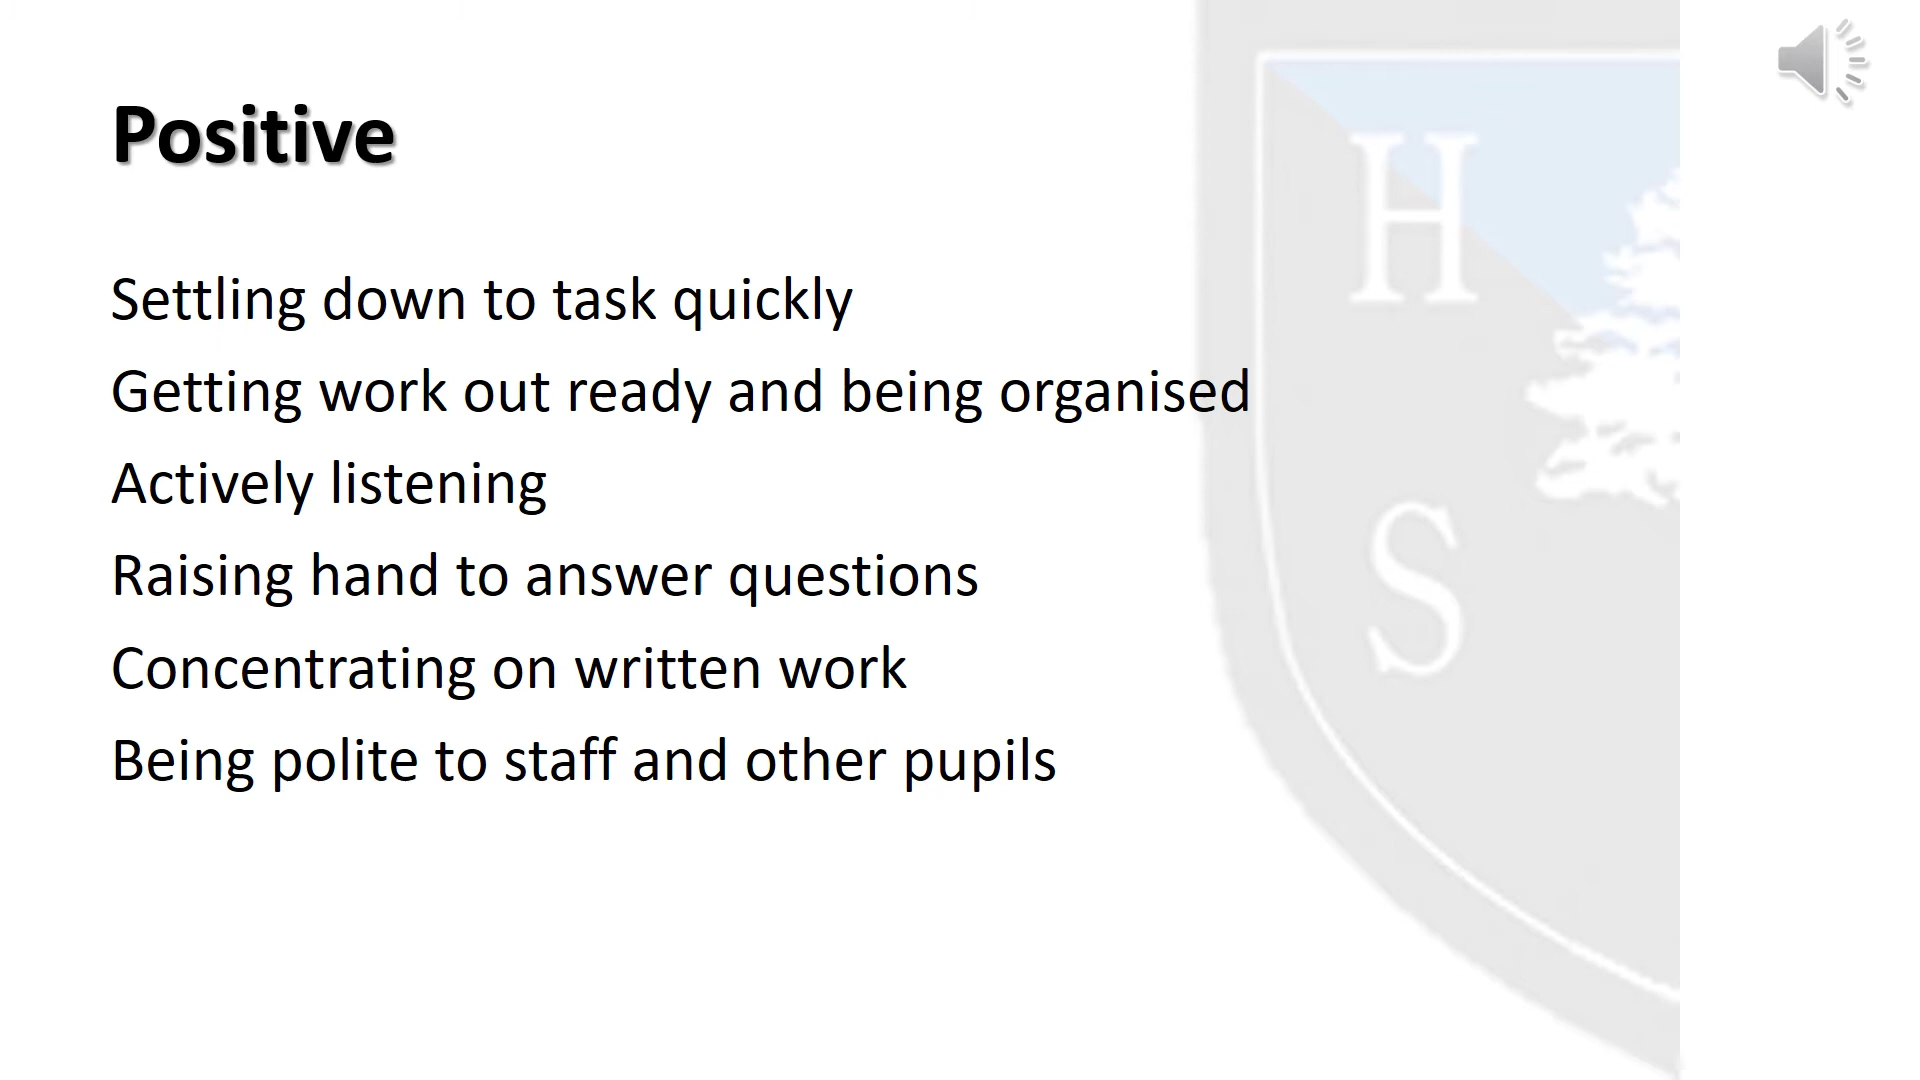 Positive
Settling down to task quickly
Getting work out ready and being organised
Actively listening
Raising hand to answer questions
Concentrating on written work
Being polite to staff and other pupils
H
S